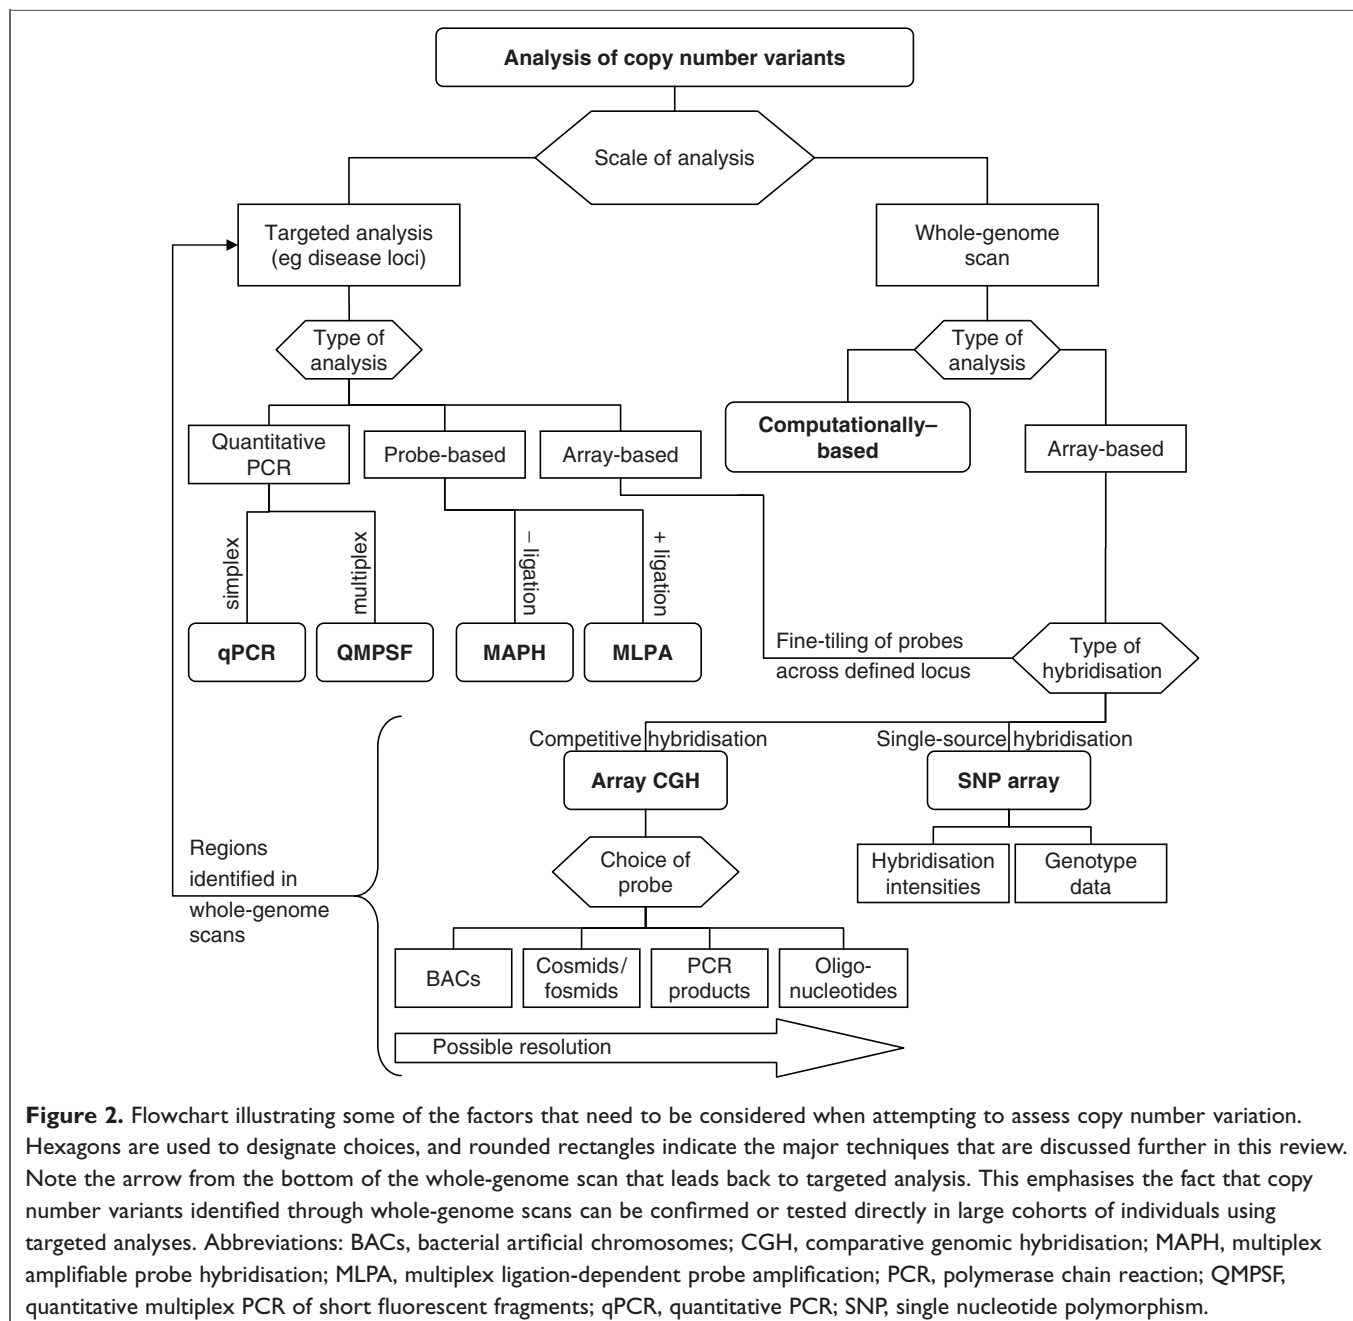 Analysis of copy number variants
Scale of analysis
Targeted analysis
(eg disease loci)
Whole-genome
scan
Type of
analysis
Type of
analysis
Computationally–
based
Array-based
Quantitative
PCR
Probe-based
Array-based
simplex
multiplex
– ligation
+ ligation
qPCR
QMPSF
MAPH
MLPA
Fine-tiling of probes
across defined locus
Type of
hybridisation
Competitive hybridisation
Single-source hybridisation
Array CGH
SNP array
Hybridisation
intensities
Genotype
data
Choice of
probe
Regions
identified in
whole-genome
scans
BACs
Cosmids/
fosmids
PCR
products
Oligo-
nucleotides
Possible resolution
Figure 2. Flowchart illustrating some of the factors that need to be considered when attempting to assess copy number variation.
Hexagons are used to designate choices, and rounded rectangles indicate the major techniques that are discussed further in this review.
Note the arrow from the bottom of the whole-genome scan that leads back to targeted analysis. This emphasises the fact that copy
number variants identified through whole-genome scans can be confirmed or tested directly in large cohorts of individuals using
targeted analyses. Abbreviations: BACs, bacterial artificial chromosomes; CGH, comparative genomic hybridisation; MAPH, multiplex
amplifiable probe hybridisation; MLPA, multiplex ligation-dependent probe amplification; PCR, polymerase chain reaction; QMPSF,
quantitative multiplex PCR of short fluorescent fragments; qPCR, quantitative PCR; SNP, single nucleotide polymorphism.